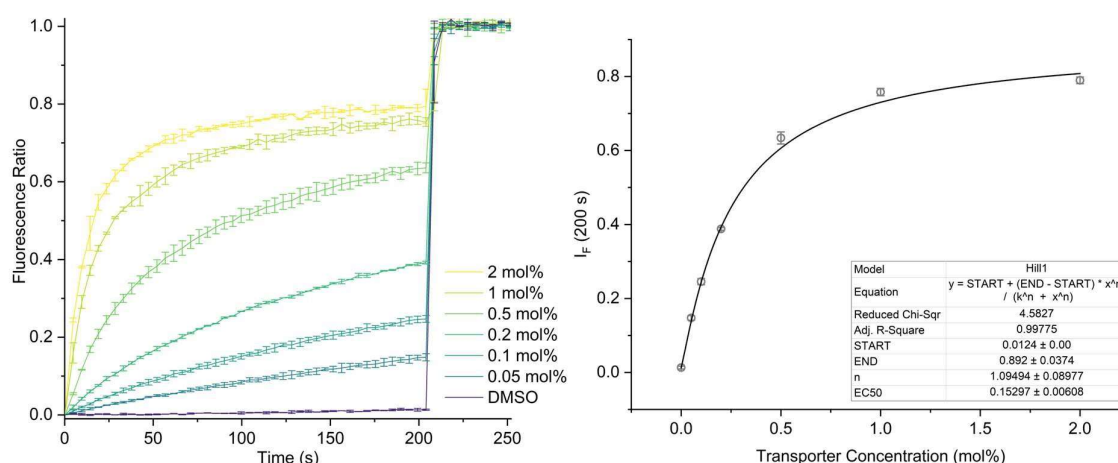 1.0
0.8
0.6
0.4
0.2
0.0
Fluorescence Ratio
0 50 100 150 200 250
Time (s)
2 mol%
1 mol%
0.5 mol%
0.2 mol%
0.1 mol%
0.05 mol%
DMSO
0.8
0.6
0.4
0.2
0.0
I_F (200 s)
0.0 0.5 1.0 1.5 2.0
Transporter Concentration (mol%)
Model Hill1
Equation y = START + (END - START) * x^n / (k^n + x^n)
Reduced Chi-Sqr 4.5827
Adj. R-Square 0.99775
START 0.0124 ± 0.00
END 0.892 ± 0.0374
n 1.09494 ± 0.08977
EC50 0.15297 ± 0.00608